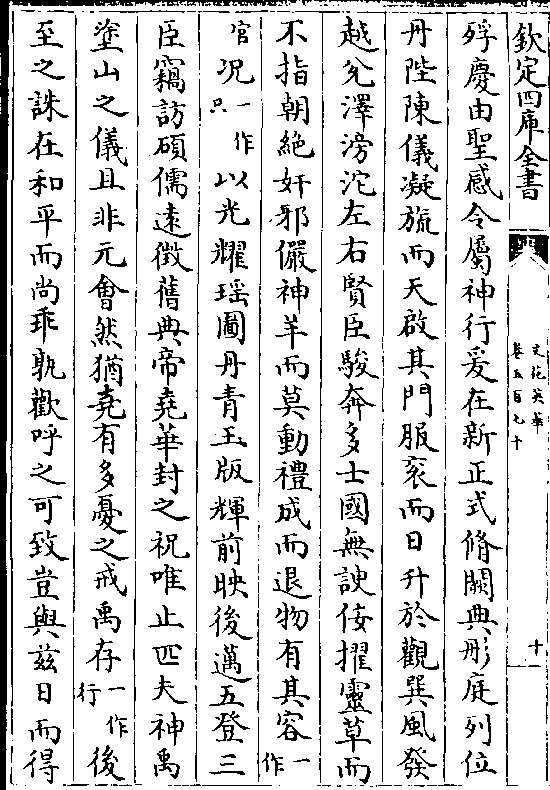 欽定四庫全書
文苑英華
卷五百七十
十一
殍慶由聖感令屬神行爰在新正式脩闕典彤庭列位
丹陛陳儀凝旒而天啟其門服衮而日升於觀巽風發
越兊澤滂沱左右賢臣駿奔多士國無諛佞擢靈草而
不指朝絶奸邪儼神羊而莫動禮成而退物有其容一作
官况一作只以光耀瑶圖丹青玉版輝前映後邁五登三
臣竊訪碩儒遠徴舊典帝堯華封之祝唯止匹夫神禹
塗山之儀且非元會然猶堯有多憂之戒禹存一作行後
至之誅在和平而尚乖孰歡呼之可致豈與兹日而得